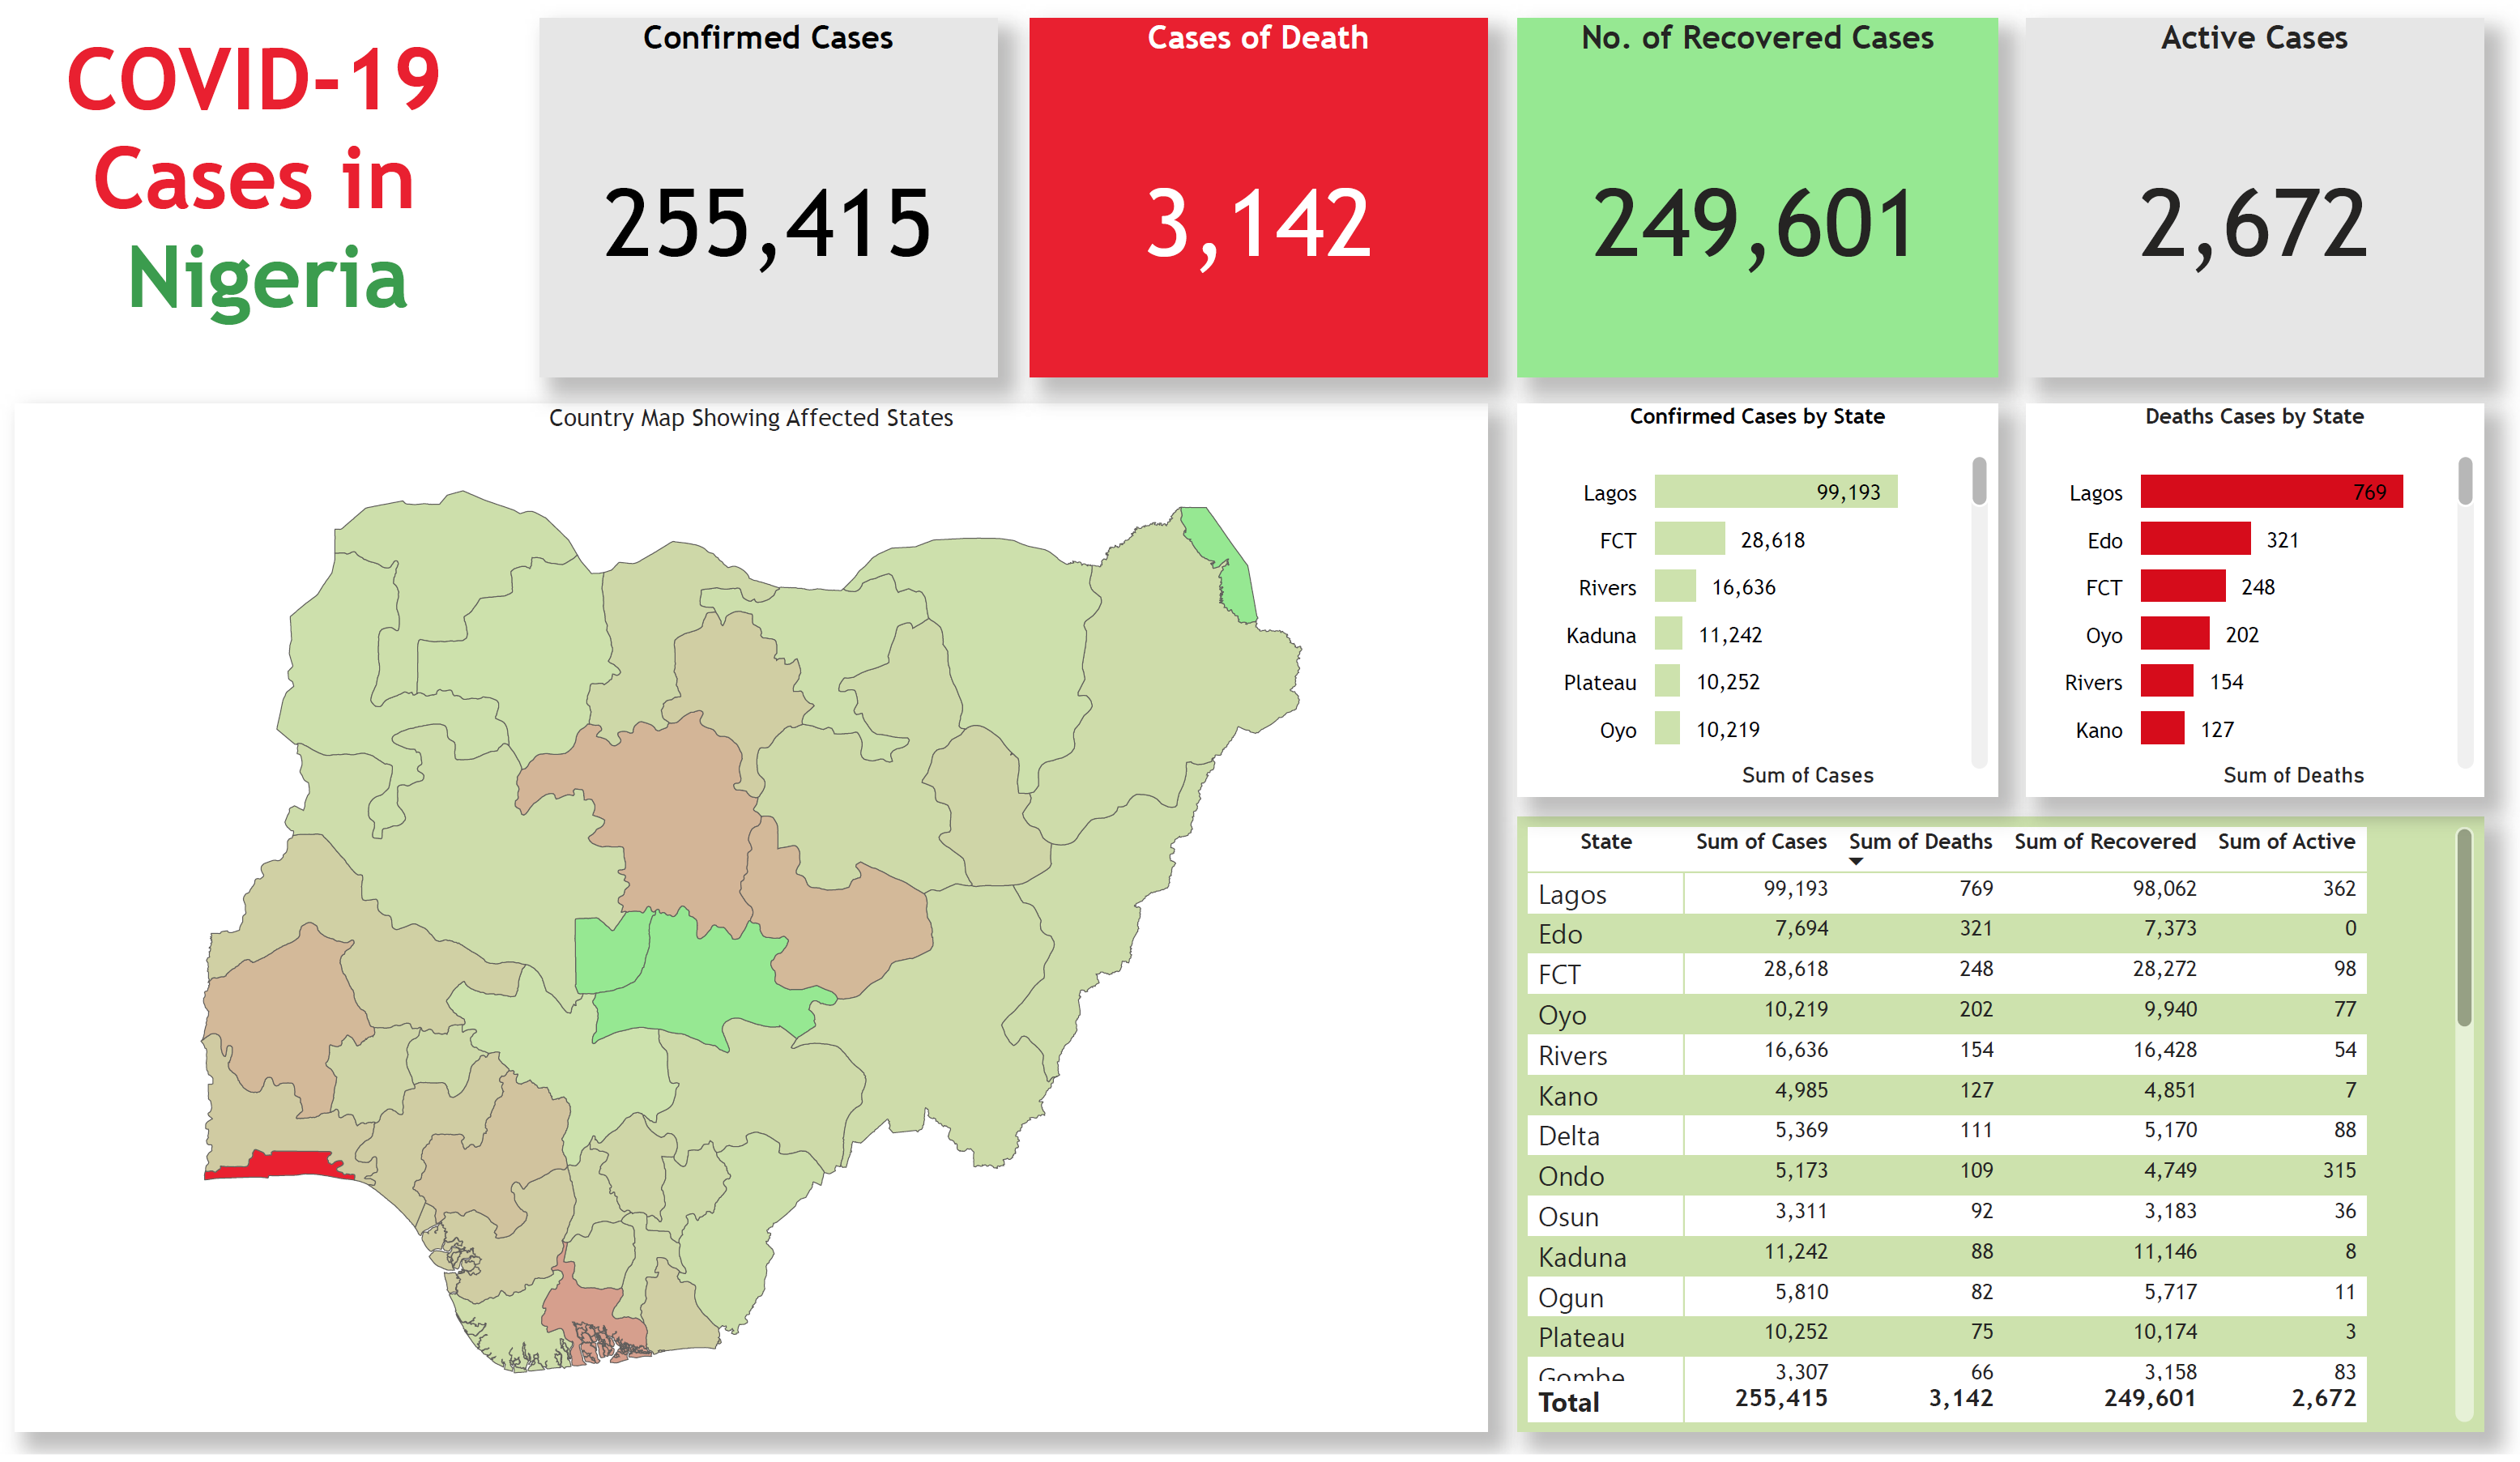 COVID-19
Cases in
Nigeria
Confirmed Cases
255,415
Cases of Death
3,142
No. of Recovered Cases
249,601
Active Cases
2,672
Country Map Showing Affected States
Confirmed Cases by State
Lagos 99,193
FCT 28,618
Rivers 16,636
Kaduna 11,242
Plateau 10,252
Oyo 10,219
Sum of Cases
Deaths Cases by State
Lagos 769
Edo 321
FCT 248
Oyo 202
Rivers 154
Kano 127
Sum of Deaths
State Sum of Cases Sum of Deaths Sum of Recovered Sum of Active
Lagos 99,193 769 98,062 362
Edo 7,694 321 7,373 0
FCT 28,618 248 28,272 98
Oyo 10,219 202 9,940 77
Rivers 16,636 154 16,428 54
Kano 4,985 127 4,851 7
Delta 5,369 111 5,170 88
Ondo 5,173 109 4,749 315
Osun 3,311 92 3,183 36
Kaduna 11,242 88 11,146 8
Ogun 5,810 82 5,717 11
Plateau 10,252 75 10,174 3
Gombe 3,307 66 3,158 83
Total 255,415 3,142 249,601 2,672